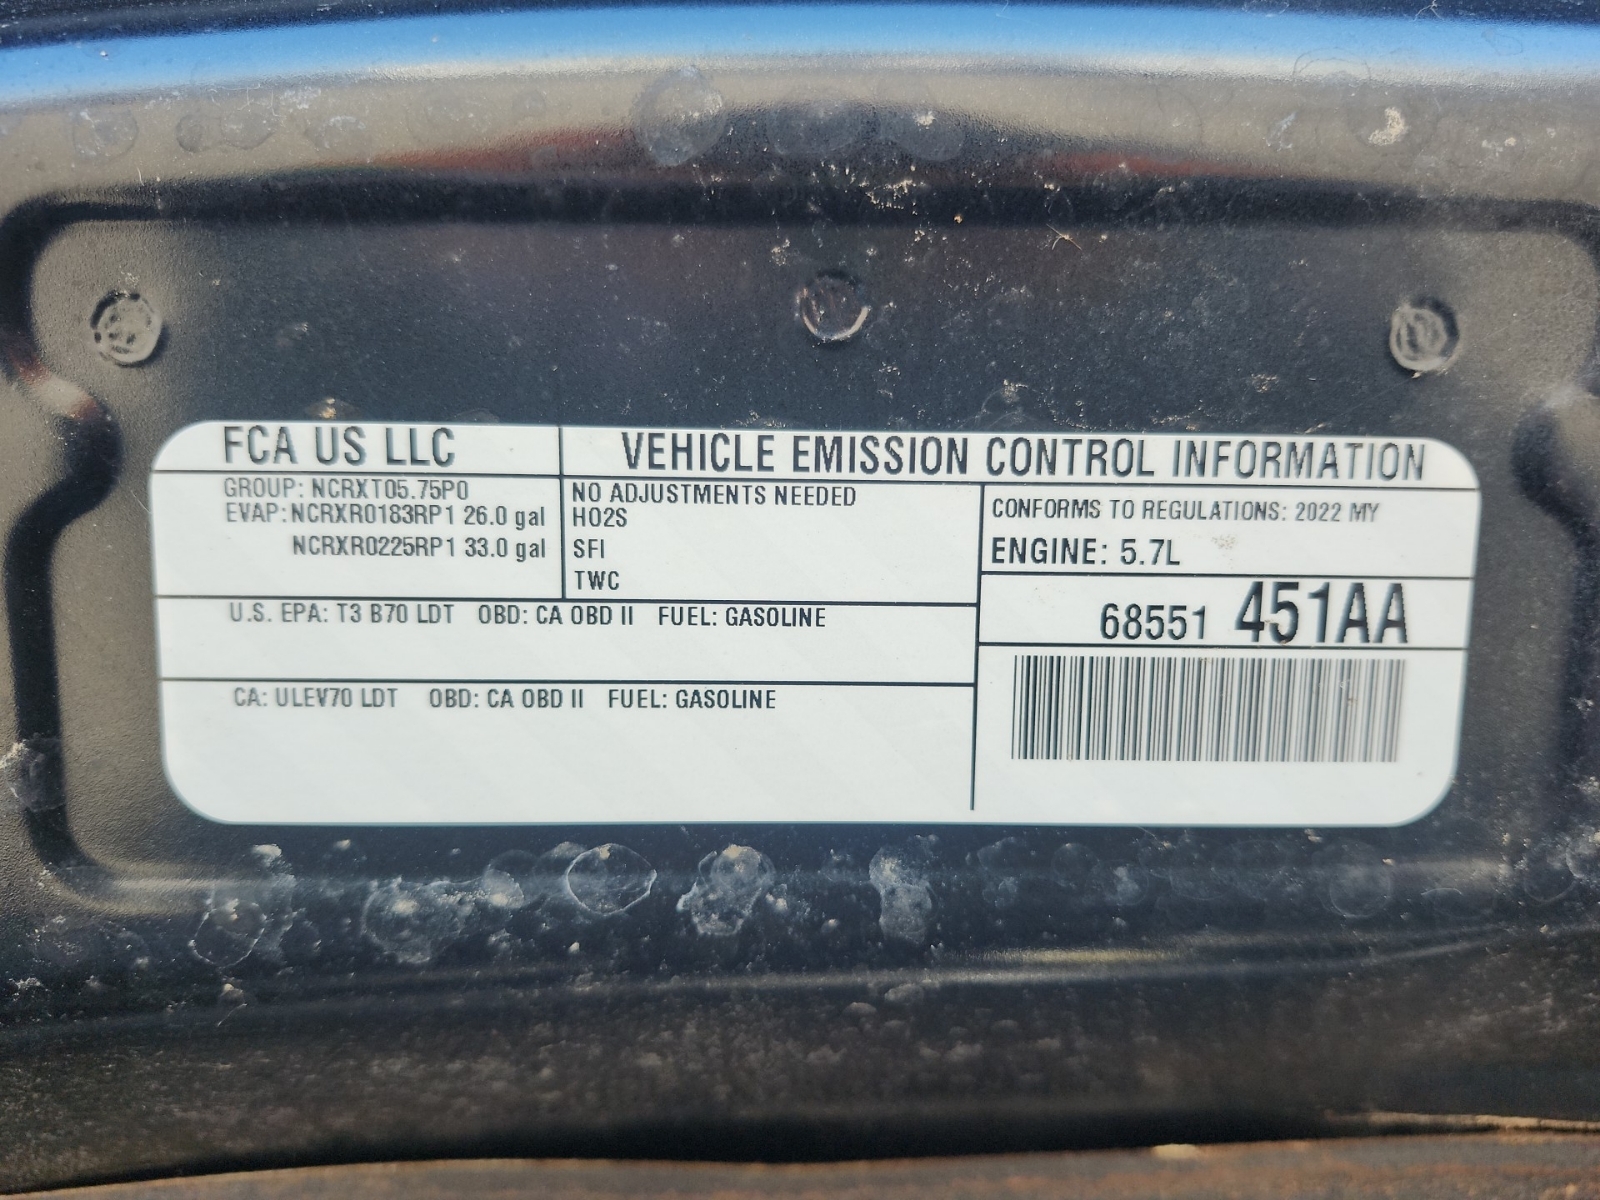 FCA US LLC
VEHICLE EMISSION CONTROL INFORMATION
GROUP: NCRXT05.75P0
EVAP: NCRXR0183RP1 26.0 gal
NCRXR0225RP1 33.0 gal
NO ADJUSTMENTS NEEDED
HO2S
SFI
TWC
CONFORMS TO REGULATIONS: 2022 MY
ENGINE: 5.7L
68551 451AA
U.S. EPA: T3 B70 LDT OBD: CA OBD II FUEL: GASOLINE
CA: ULEV70 LDT OBD: CA OBD II FUEL: GASOLINE